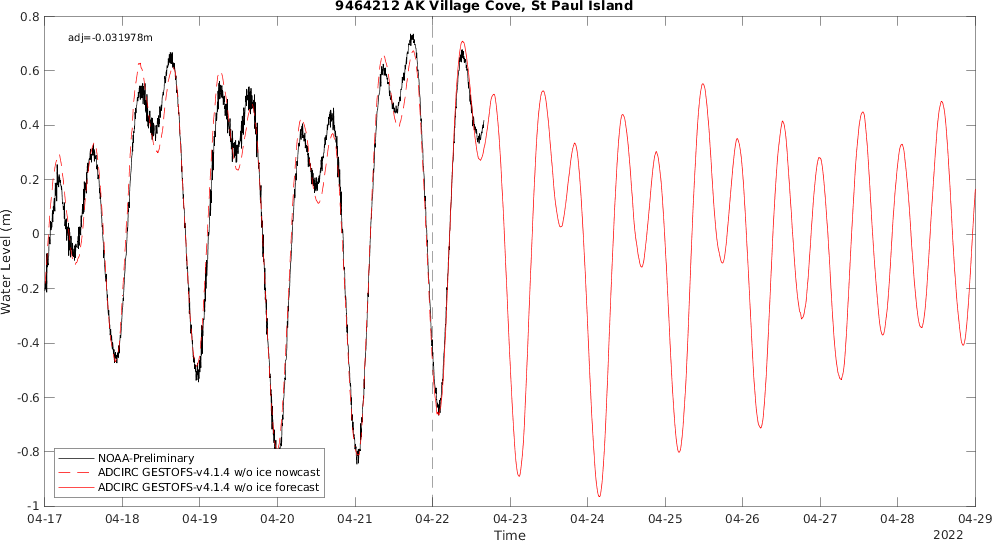 9464212 AK Village Cove, St Paul Island
adj=-0.031978m
0.8
0.6
0.4
0.2
0
-0.2
-0.4
-0.6
-0.8
-1
Water Level (m)
NOAA-Preliminary
ADCIRC GESTOFS-v4.1.4 w/o ice nowcast
ADCIRC GESTOFS-v4.1.4 w/o ice forecast
04-17 04-18 04-19 04-20 04-21 04-22 04-23 04-24 04-25 04-26 04-27 04-28 04-29
Time
2022